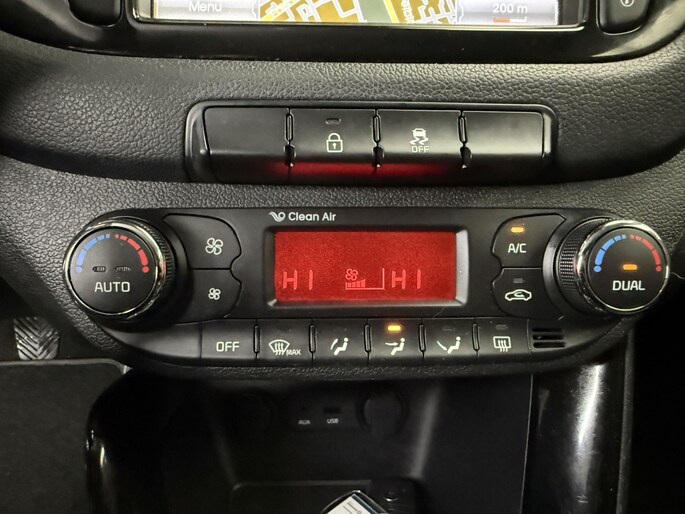 Menu
200 m
OFF
Clean Air
AUTO
HI HI
A/C
DUAL
OFF
MAX
AUX
USB